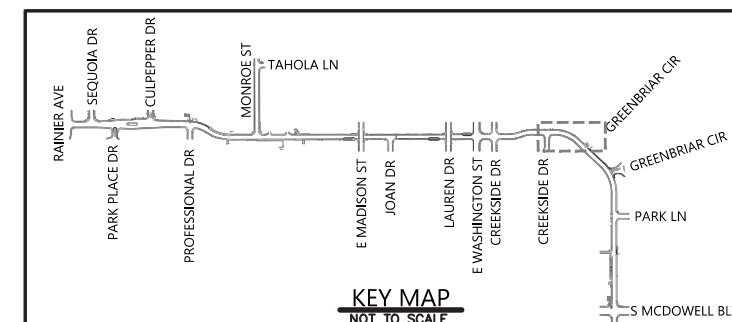 RAINIER AVE
SEQUOIA DR
PARK PLACE DR
CULPEPPER DR
PROFESSIONAL DR
MONROE ST
TAHOLA LN
E MADISON ST
JOAN DR
LAUREN DR
E WASHINGTON ST
CREEKSIDE DR
CREEKSIDE DR
GREENBRIAR CIR
GREENBRIAR CIR
PARK LN
S MCDOWELL BL
KEY MAP
NOT TO SCALE